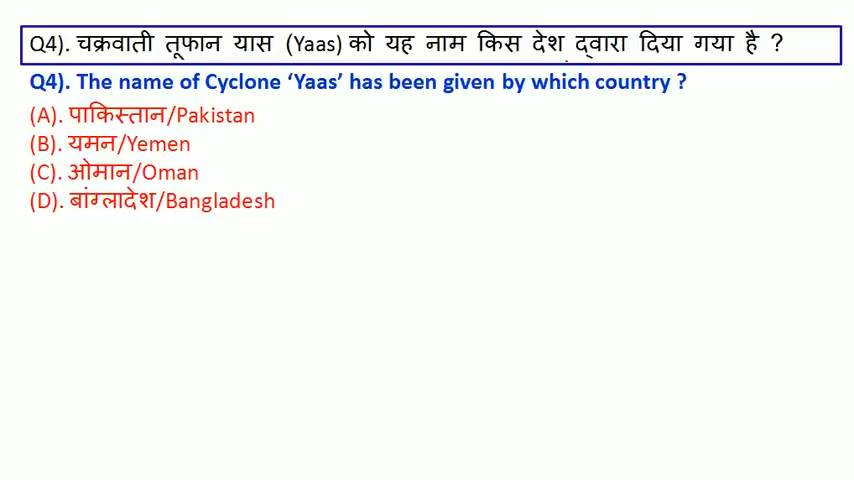 Q4). चक्रवाती तूफान यास (Yaas) को यह नाम किस देश द्वारा दिया गया है ?
Q4). The name of Cyclone ‘Yaas’ has been given by which country ?
(A). पाकिस्तान/Pakistan
(B). यमन/Yemen
(C). ओमान/Oman
(D). बांग्लादेश/Bangladesh